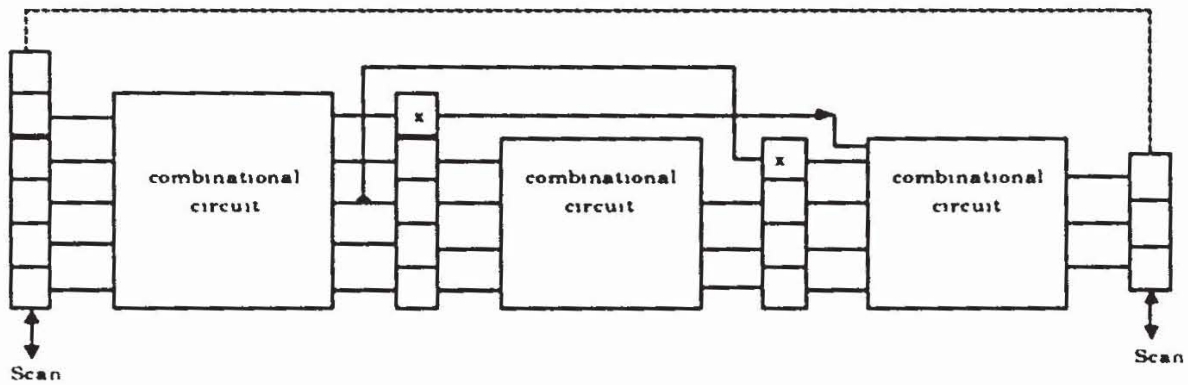 x
x
combinational
circuit
combinational
circuit
combinational
circuit
Scan
Scan